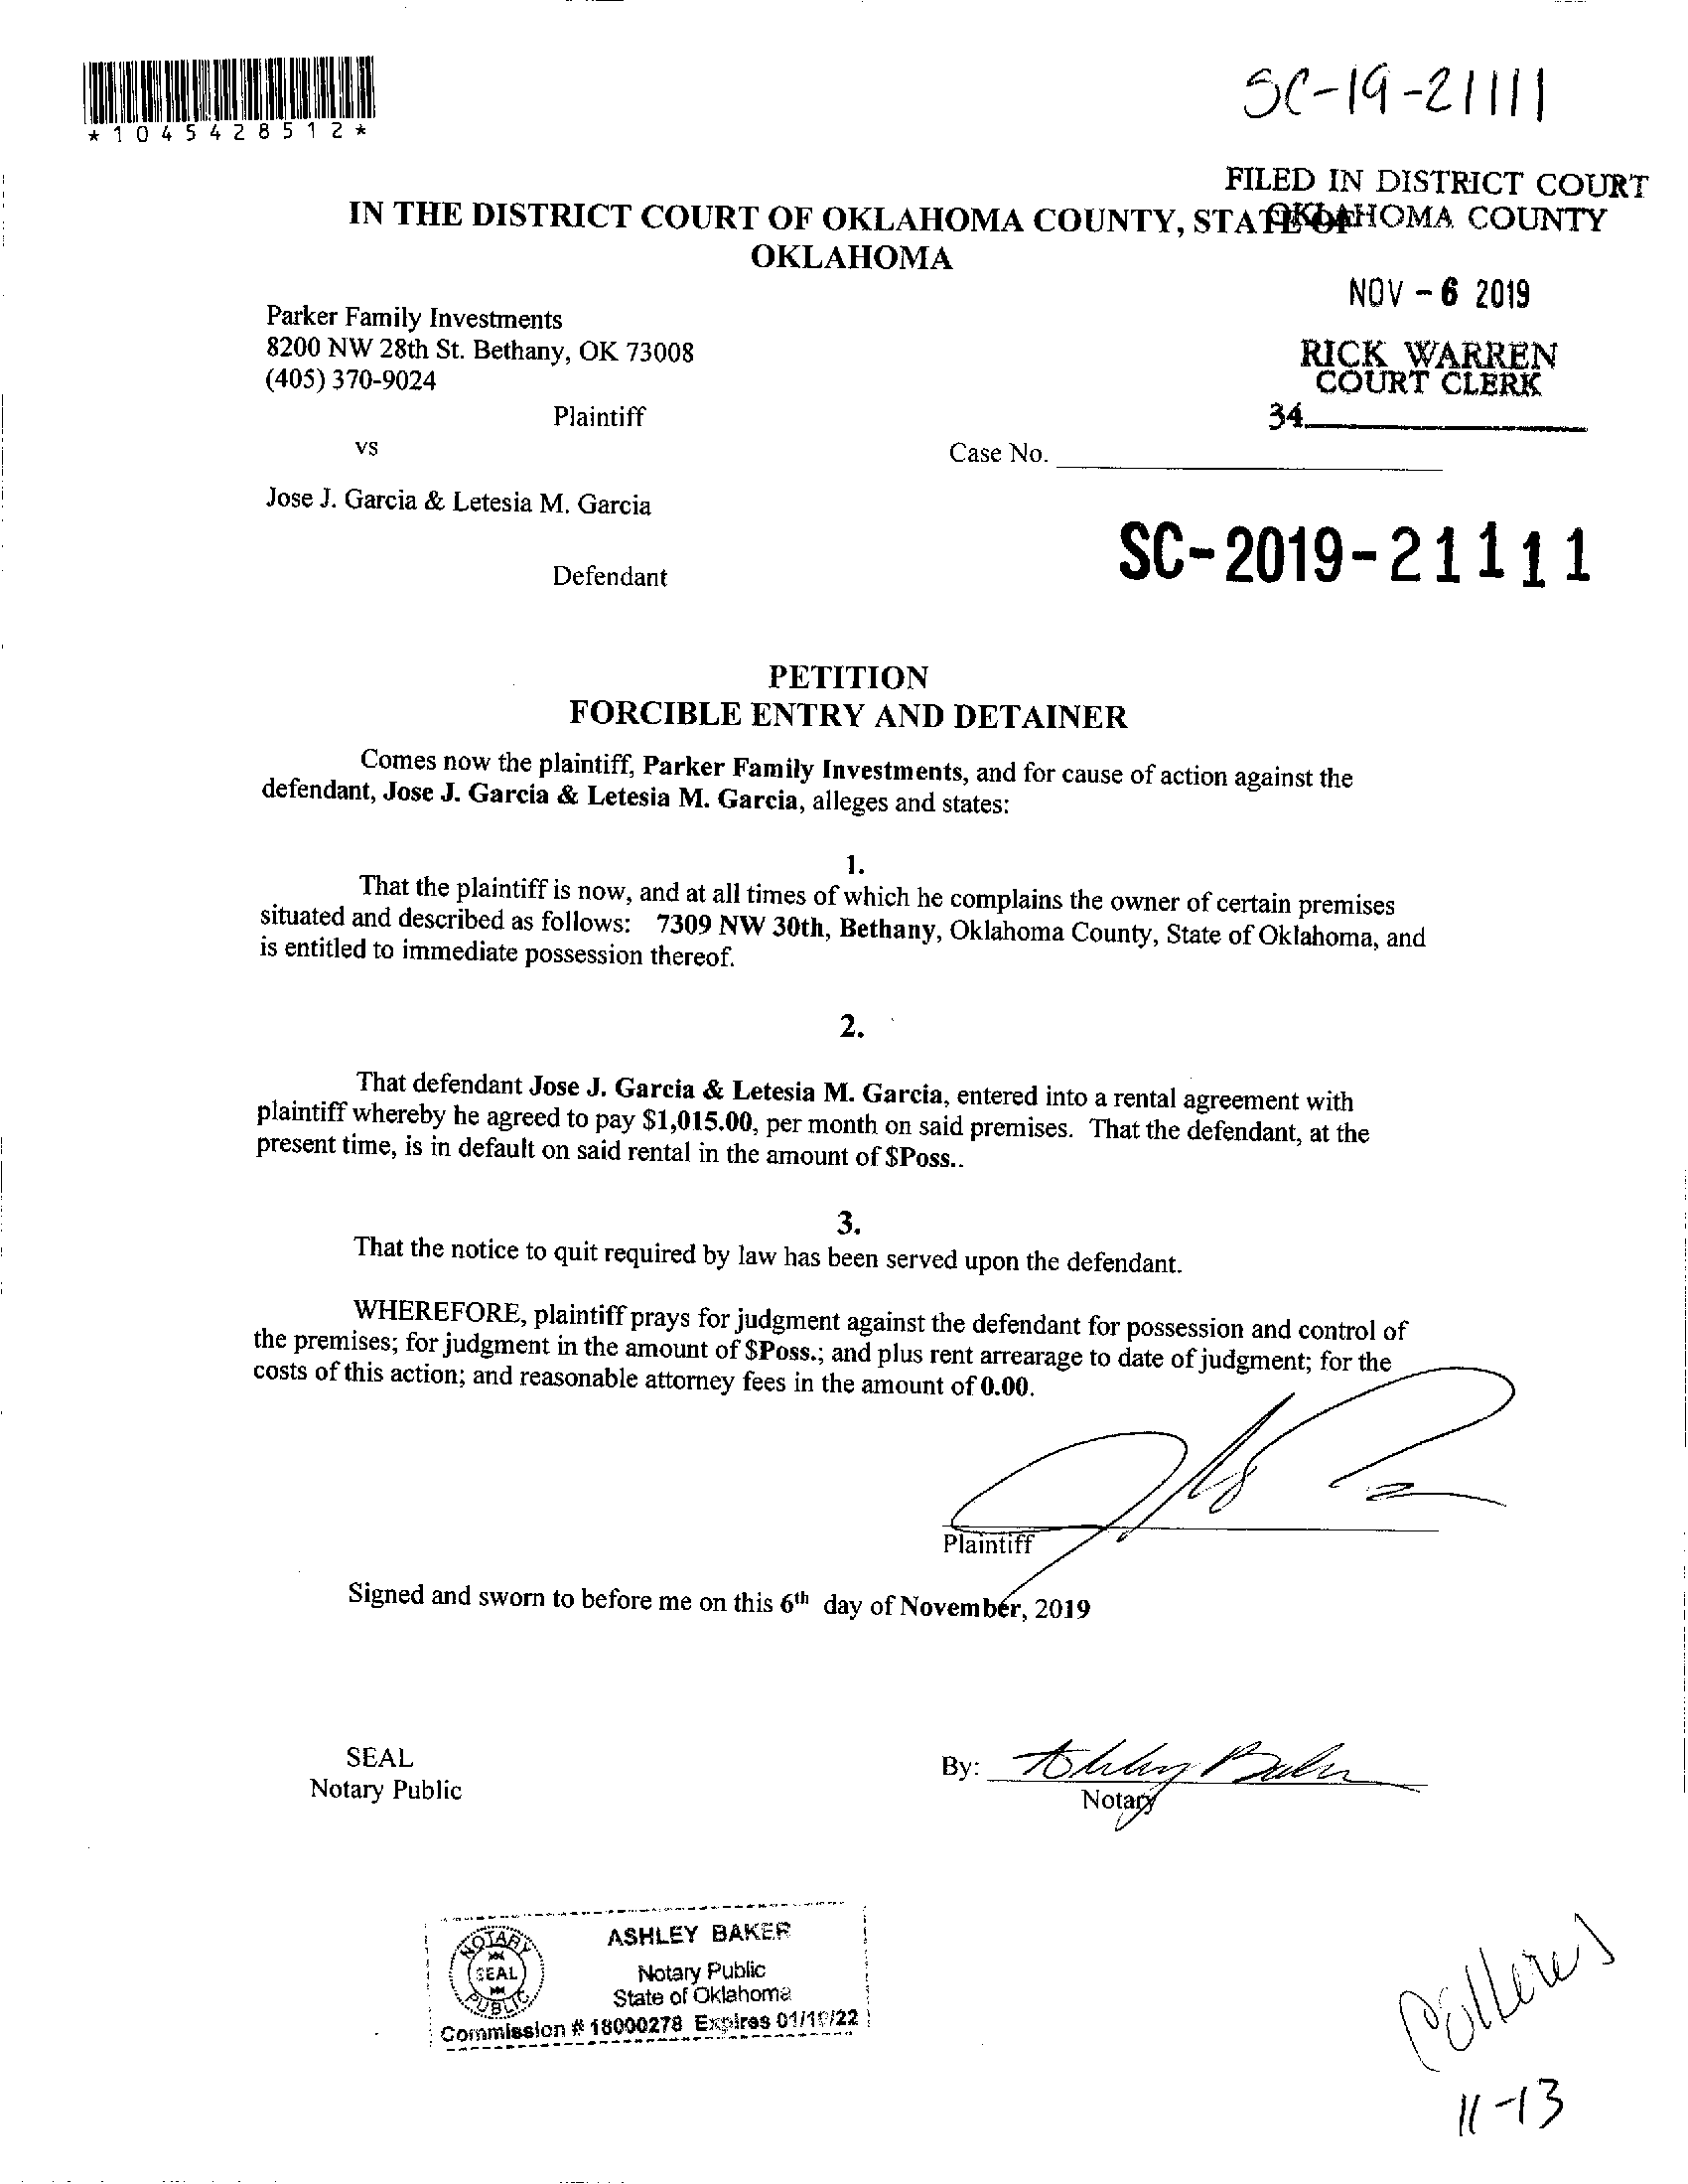 *1045428512*
SC-19-21111
FILED IN DISTRICT COURT
OKLAHOMA COUNTY
IN THE DISTRICT COURT OF OKLAHOMA COUNTY, STATE OF
OKLAHOMA
NOV - 6 2019
Parker Family Investments
8200 NW 28th St. Bethany, OK 73008
(405) 370-9024
RICK WARREN
COURT CLERK
34
Plaintiff
vs
Case No.
Jose J. Garcia & Letesia M. Garcia
SC-2019-21111
Defendant
PETITION
FORCIBLE ENTRY AND DETAINER
Comes now the plaintiff, Parker Family Investments, and for cause of action against the
defendant, Jose J. Garcia & Letesia M. Garcia, alleges and states:
1.
That the plaintiff is now, and at all times of which he complains the owner of certain premises
situated and described as follows: 7309 NW 30th, Bethany, Oklahoma County, State of Oklahoma, and
is entitled to immediate possession thereof.
2.
That defendant Jose J. Garcia & Letesia M. Garcia, entered into a rental agreement with
plaintiff whereby he agreed to pay $1,015.00, per month on said premises. That the defendant, at the
present time, is in default on said rental in the amount of $Poss..
3.
That the notice to quit required by law has been served upon the defendant.
WHEREFORE, plaintiff prays for judgment against the defendant for possession and control of
the premises; for judgment in the amount of $Poss.; and plus rent arrearage to date of judgment; for the
costs of this action; and reasonable attorney fees in the amount of 0.00.
Plaintiff
Signed and sworn to before me on this 6th day of November, 2019
SEAL
Notary Public
By: Ashley Baker
Notary
NOTARY
SEAL
PUBLIC
ASHLEY BAKER
Notary Public
State of Oklahoma
Commission # 18000278 Expires
11-13